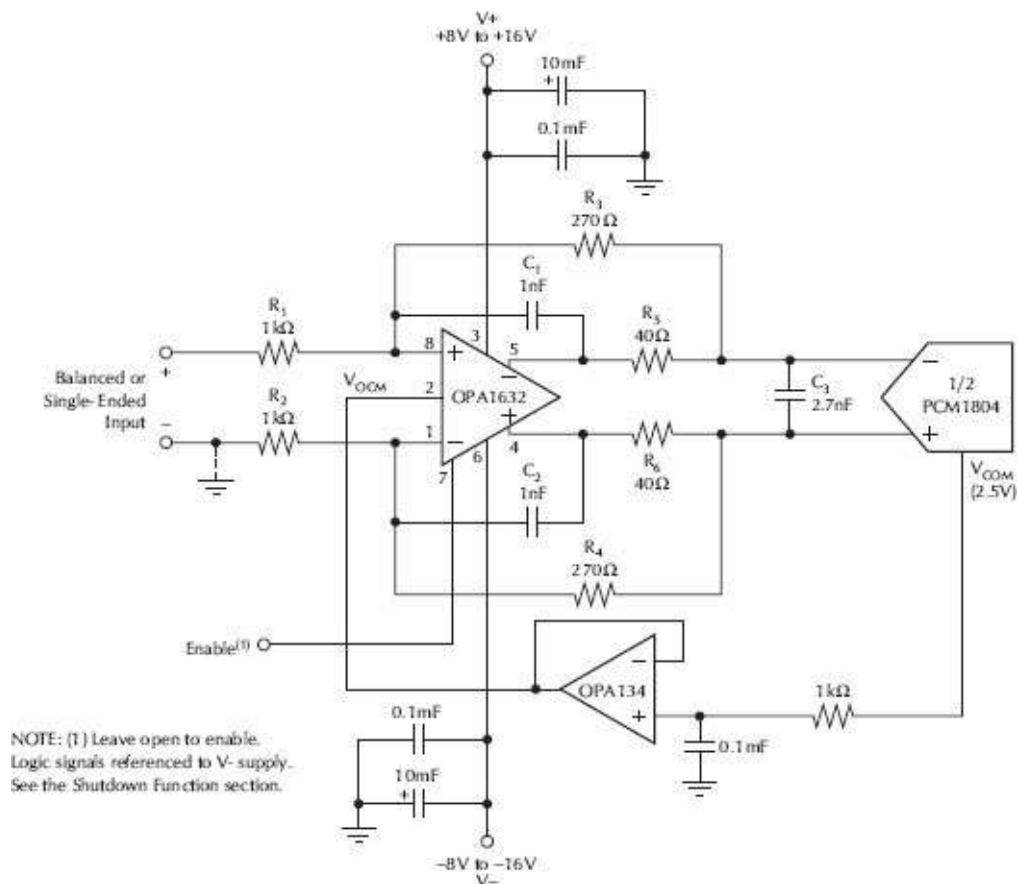 V+
+8V to +16V
10mF
+
0.1mF
R3
270Ω
C1
1nF
R1
1kΩ
R5
40Ω
3
8
+
5
−
Balanced or
Single-Ended
Input
+
−
VOCM
2
OPA1632
R2
1kΩ
1
−
+
4
6
7
C3
2.7nF
−
1/2
PCM1804
+
R6
40Ω
C2
1nF
VCOM
(2.5V)
R4
270Ω
Enable(1)
−
OPA134
+
1kΩ
0.1mF
0.1mF
10mF
+
NOTE: (1) Leave open to enable.
Logic signals referenced to V- supply.
See the Shutdown Function section.
−8V to −16V
V−